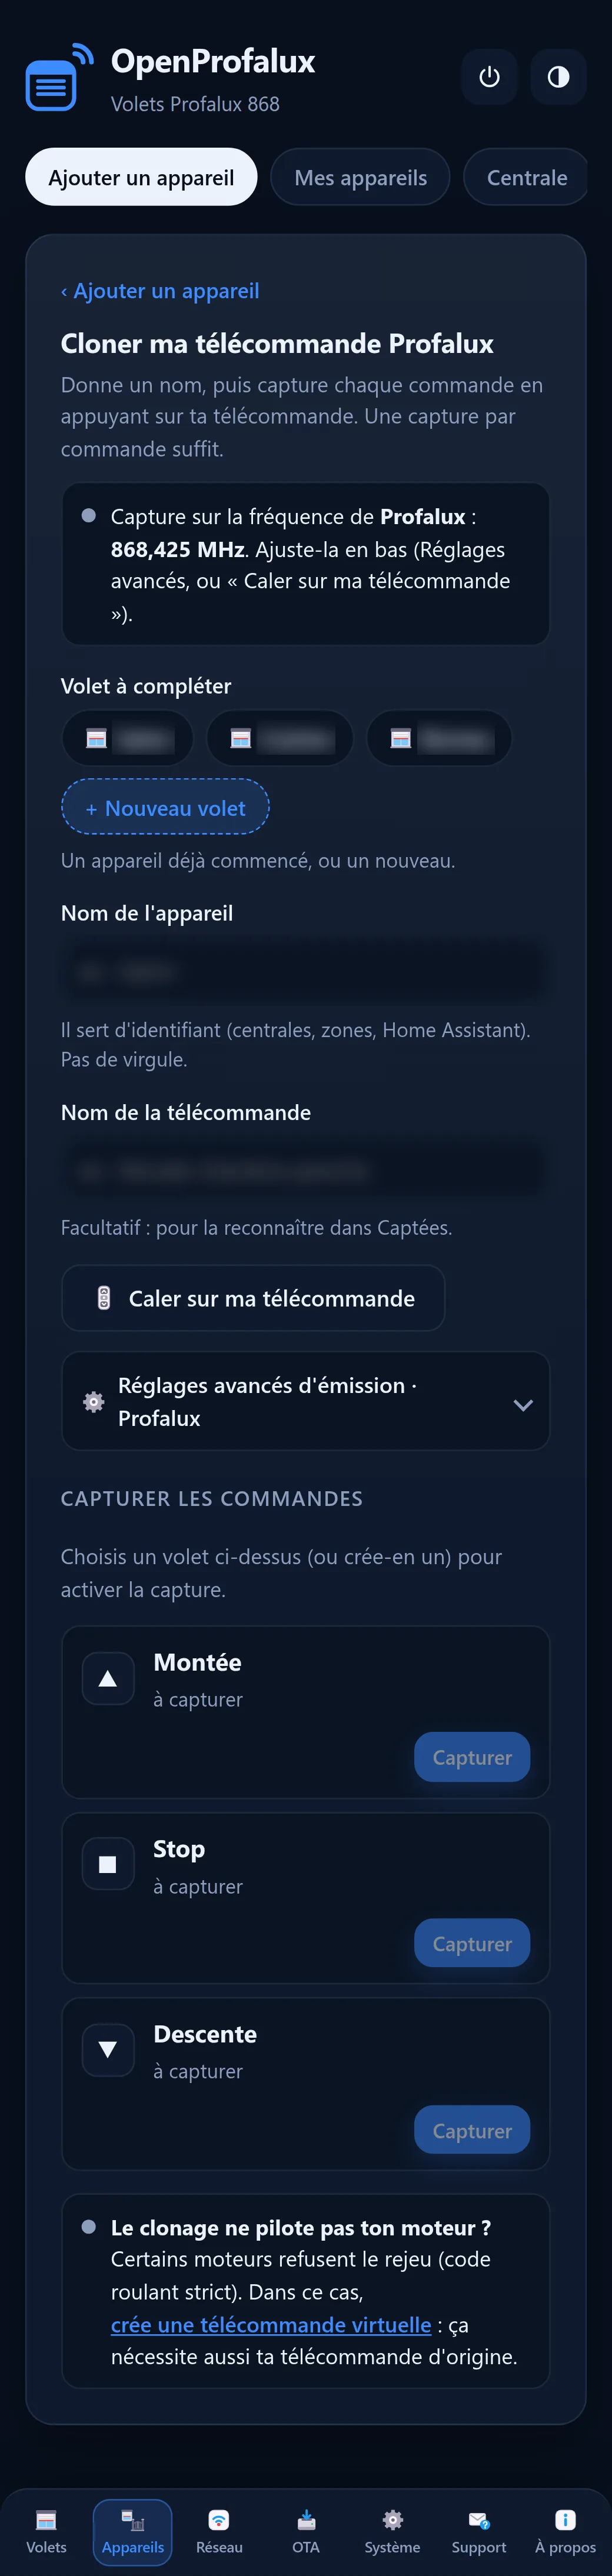 OpenProfalux
Volets Profalux 868
Ajouter un appareil
Mes appareils
Centrale
‹ Ajouter un appareil
Cloner ma télécommande Profalux
Donne un nom, puis capture chaque commande en
appuyant sur ta télécommande. Une capture par
commande suffit.
Capture sur la fréquence de Profalux :
868,425 MHz. Ajuste-la en bas (Réglages
avancés, ou « Caler sur ma télécommande
»).
Volet à compléter
+ Nouveau volet
Un appareil déjà commencé, ou un nouveau.
Nom de l'appareil
Il sert d'identifiant (centrales, zones, Home Assistant).
Pas de virgule.
Nom de la télécommande
Facultatif : pour la reconnaître dans Captées.
Caler sur ma télécommande
Réglages avancés d'émission ·
Profalux
CAPTURER LES COMMANDES
Choisis un volet ci-dessus (ou crée-en un) pour
activer la capture.
Montée
à capturer
Capturer
Stop
à capturer
Capturer
Descente
à capturer
Capturer
Le clonage ne pilote pas ton moteur ?
Certains moteurs refusent le rejeu (code
roulant strict). Dans ce cas,
crée une télécommande virtuelle : ça
nécessite aussi ta télécommande d'origine.
Volets
Appareils
Réseau
OTA
Système
Support
À propos